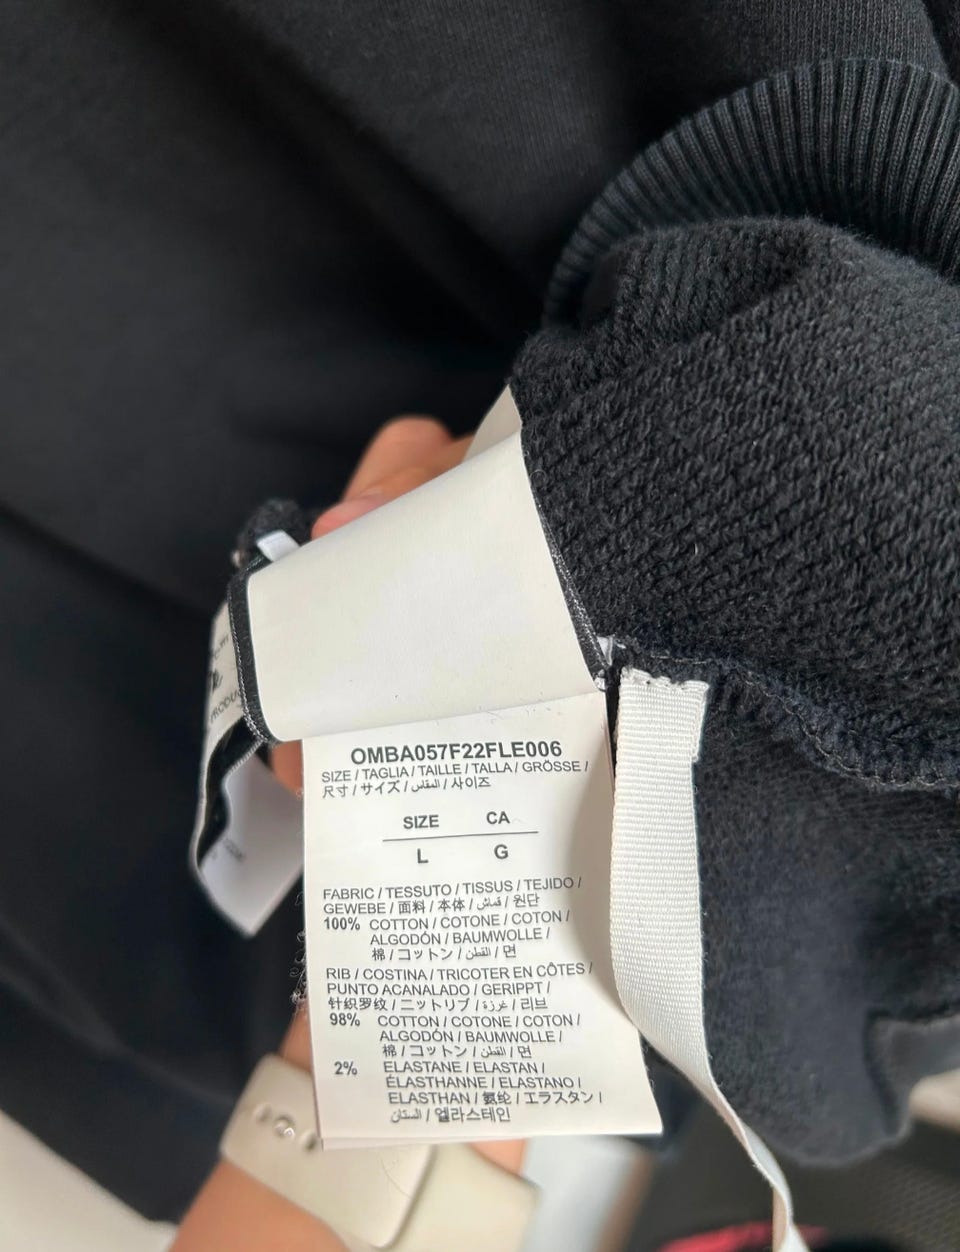 OMBA057F22FLE006
SIZE / TAGLIA / TAILLE / TALLA / GRÖSSE /
尺寸 / サイズ / المقاس / 사이즈
SIZE CA
L G
FABRIC / TESSUTO / TISSUS / TEJIDO /
GEWEBE / 面料 / 本体 / قماش / 원단
100% COTTON / COTONE / COTON /
ALGODÓN / BAUMWOLLE /
棉 / コットン / القطن / 면
RIB / COSTINA / TRICOTER EN CÔTES /
PUNTO ACANALADO / GERIPPT /
针织罗纹 / ニットリブ / غرزة / 리브
98% COTTON / COTONE / COTON /
ALGODÓN / BAUMWOLLE /
棉 / コットン / القطن / 면
2% ELASTANE / ELASTAN /
ÉLASTHANNE / ELASTANO /
ELASTHAN / 氨纶 / エラスタン /
الستان / 엘라스테인